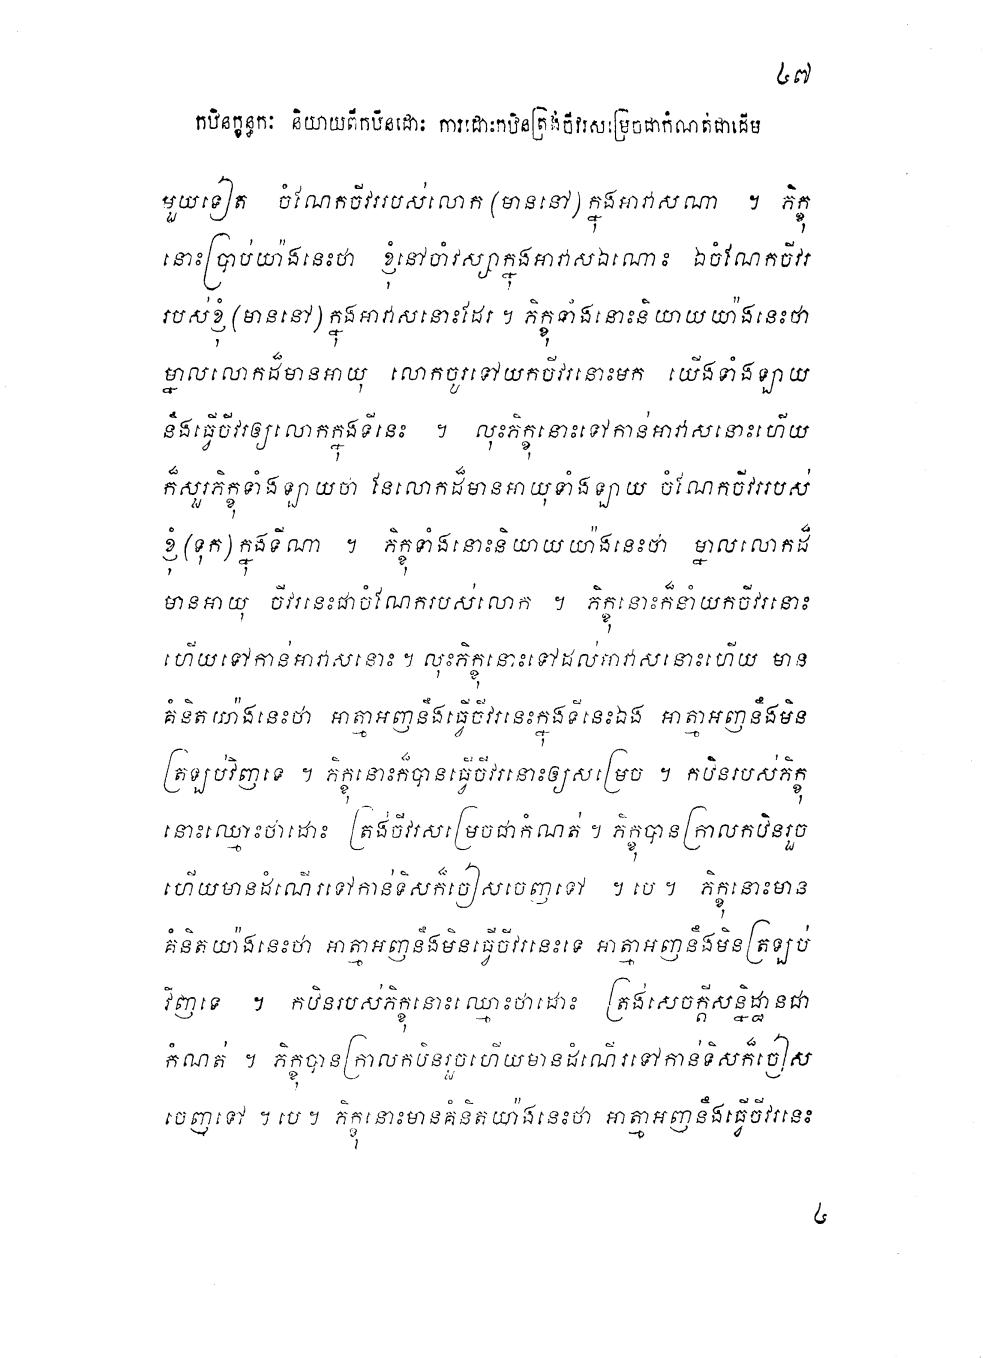 ៤៧
កឋិនក្ខន្ធកៈ និយាយពីកឋិនដោះ ការដោះកឋិនត្រង់ចីវរសម្រេចជាកំណត់ជាដើម
មួយទៀត ចំណែកចីវររបស់លោក (មាននៅ) ក្នុងអាវាសណា ។ ភិក្ខុ
នោះប្រាប់យ៉ាងនេះថា ខ្ញុំនៅចាំវស្សាក្នុងអាវាសឯណោះ ឯចំណែកចីវរ
របស់ខ្ញុំ (មាននៅ) ក្នុងអាវាសនោះដែរ ។ ភិក្ខុទាំងនោះនិយាយយ៉ាងនេះថា
ម្នាលលោកដ៏មានអាយុ លោកចូរទៅយកចីវរនោះមក យើងទាំងឡាយ
នឹងធ្វើចីវរឲ្យលោកក្នុងទីនេះ ។ លុះភិក្ខុនោះទៅកាន់អាវាសនោះហើយ
ក៏សួរភិក្ខុទាំងឡាយថា នែលោកដ៏មានអាយុទាំងឡាយ ចំណែកចីវររបស់
ខ្ញុំ (ទុក) ក្នុងទីណា ។ ភិក្ខុទាំងនោះនិយាយយ៉ាងនេះថា ម្នាលលោកដ៏
មានអាយុ ចីវរនេះជាចំណែករបស់លោក ។ ភិក្ខុនោះក៏នាំយកចីវរនោះ
ហើយទៅកាន់អាវាសនោះ ។ លុះភិក្ខុនោះទៅដល់អាវាសនោះហើយ មាន
គំនិតយ៉ាងនេះថា អាត្មាអញនឹងធ្វើចីវរនេះក្នុងទីនេះឯង អាត្មាអញនឹងមិន
ត្រឡប់វិញទេ ។ ភិក្ខុនោះក៏បានធ្វើចីវរនោះឲ្យសម្រេច ។ កឋិនរបស់ភិក្ខុ
នោះឈ្មោះថាដោះ ត្រង់ចីវរសម្រេចជាកំណត់ ។ ភិក្ខុបានក្រាលកឋិនរួច
ហើយមានដំណើរទៅកាន់ទិសក៏ចៀសចេញទៅ ។ បេ ។ ភិក្ខុនោះមាន
គំនិតយ៉ាងនេះថា អាត្មាអញនឹងមិនធ្វើចីវរនេះទេ អាត្មាអញនឹងមិនត្រឡប់
វិញទេ ។ កឋិនរបស់ភិក្ខុនោះឈ្មោះថាដោះ ត្រង់សេចក្ដីសន្និដ្ឋានជា
កំណត់ ។ ភិក្ខុបានក្រាលកឋិនរួចហើយមានដំណើរទៅកាន់ទិសក៏ចៀស
ចេញទៅ ។ បេ ។ ភិក្ខុនោះមានគំនិតយ៉ាងនេះថា អាត្មាអញនឹងធ្វើចីវរនេះ
៤